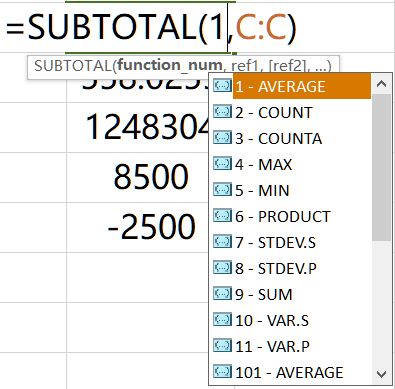 =SUBTOTAL(1,C:C)
SUBTOTAL(function_num, ref1, [ref2], ...)
1 - AVERAGE
2 - COUNT
3 - COUNTA
4 - MAX
5 - MIN
6 - PRODUCT
7 - STDEV.S
8 - STDEV.P
9 - SUM
10 - VAR.S
11 - VAR.P
101 - AVERAGE
1248304
8500
-2500